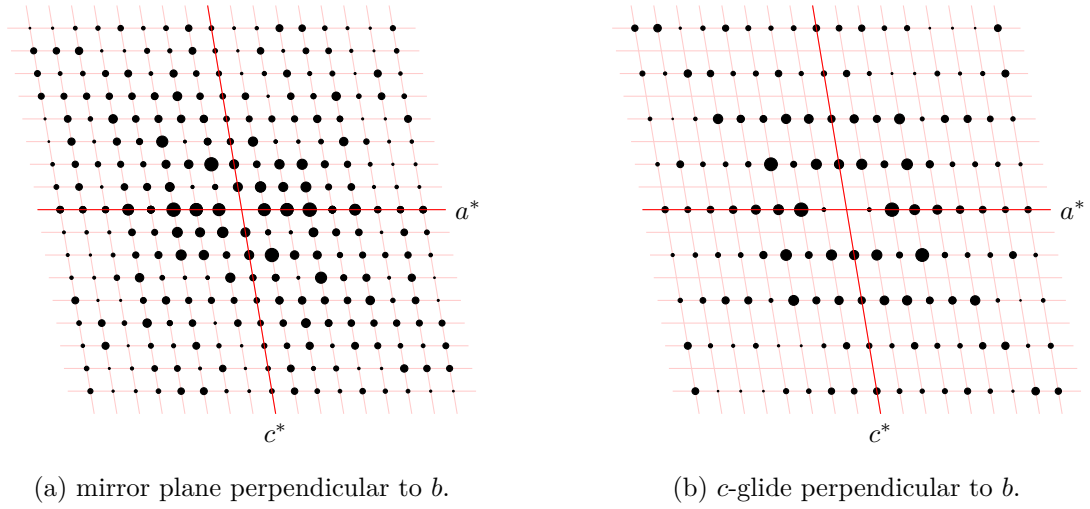 a*
c*
(a) mirror plane perpendicular to b.
a*
c*
(b) c-glide perpendicular to b.